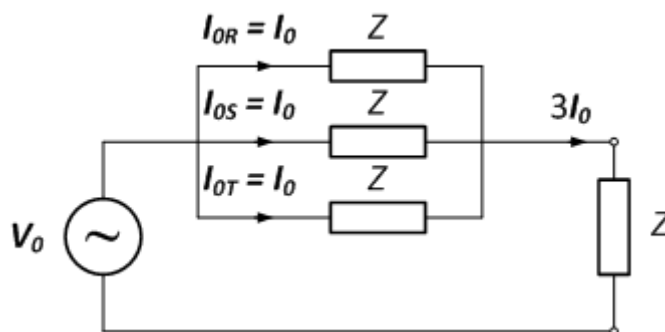 I0R = I0
Z
I0S = I0
Z
3I0
I0T = I0
Z
V0
~
Z